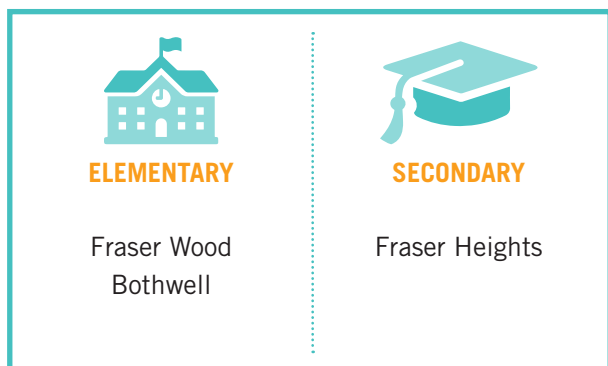 ELEMENTARY
Fraser Wood
Bothwell
SECONDARY
Fraser Heights